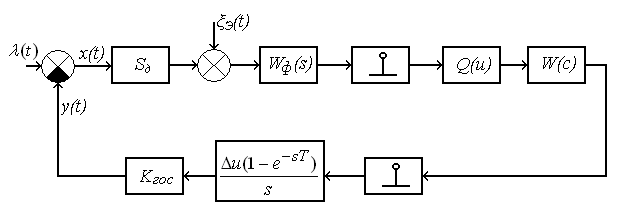 ξэ(t)
λ(t)
x(t)
Sд
Wф(s)
Q(u)
W(c)
y(t)
Kгос
Δu(1 − e^−sT)
s